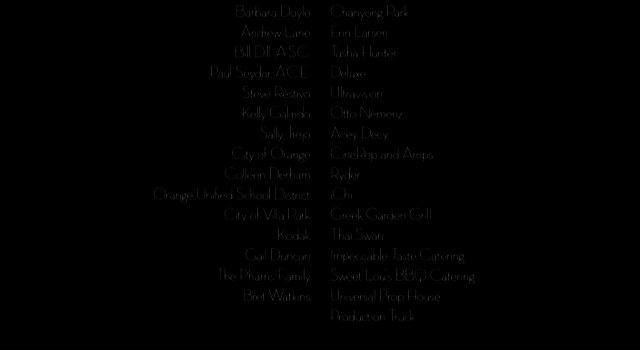 Barbara Doyle Chanyong Park
Andrew Lane Erin Larsen
Bill Dill A.S.C. Tasha Hunter
Paul Seydor, A.C.E. Deluxe
Steve Restivo Ultravision
Kelly Galindo Otto Nemenz
Sally Trejo Acey Decy
City of Orange CineRep and Amps
Colleen Derham Ryder
Orange Unified School District iChi
City of Villa Park Greek Garden Grill
Kodak Thai Swan
Gail Duncan Impeccable Taste Catering
The Pharris Family Sweet Lou's BBQ Catering
Bret Watkins Universal Prop House
Production Truck